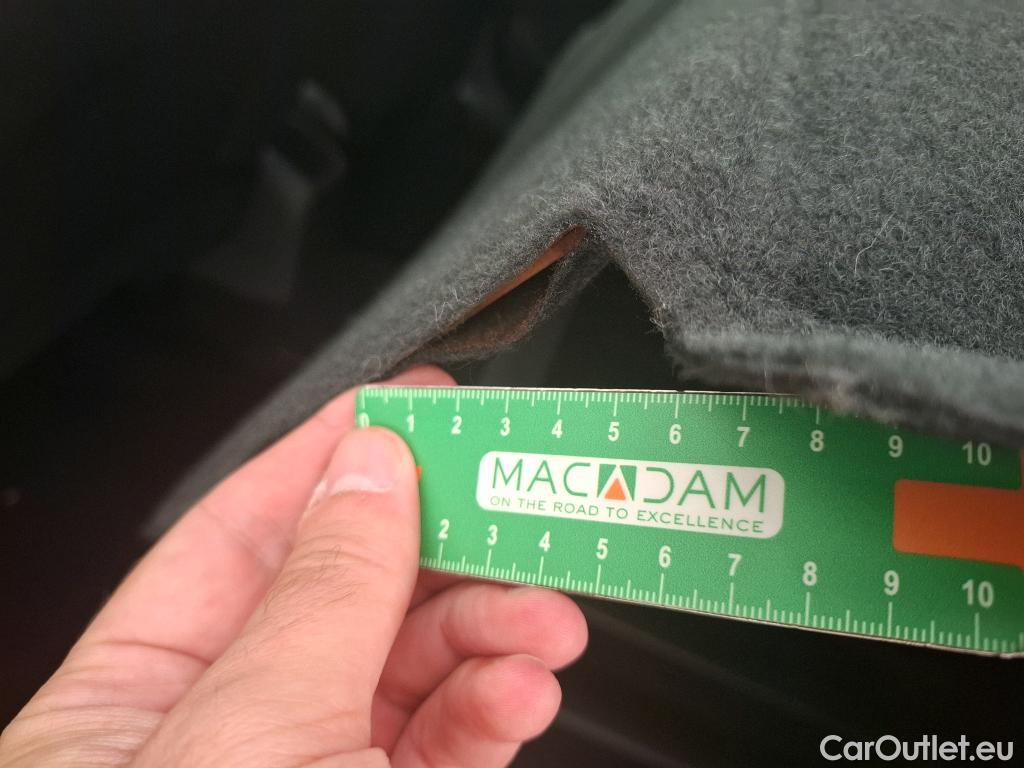 0 1 2 3 4 5 6 7 8 9 10
MACADAM
ON THE ROAD TO EXCELLENCE
2 3 4 5 6 7 8 9 10
CarOutlet.eu